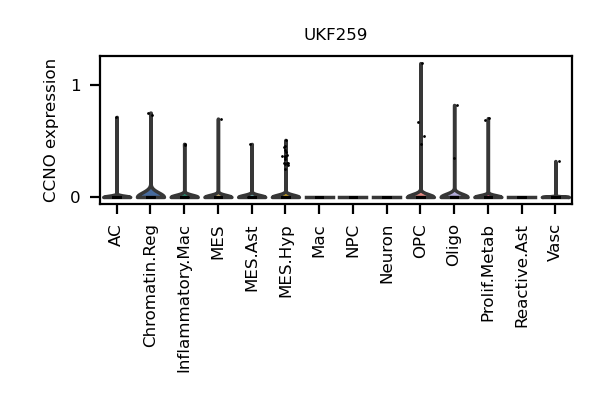 UKF259
CCNO expression
1
0
AC
Chromatin.Reg
Inflammatory.Mac
MES
MES.Ast
MES.Hyp
Mac
NPC
Neuron
OPC
Oligo
Prolif.Metab
Reactive.Ast
Vasc